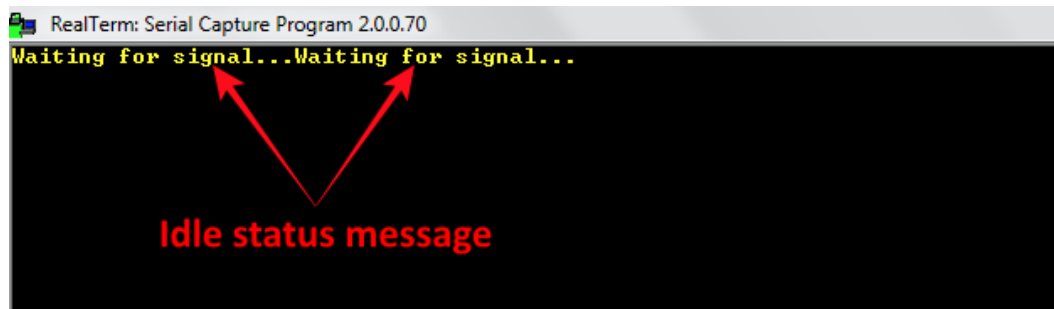 RealTerm: Serial Capture Program 2.0.0.70
Waiting for signal...Waiting for signal...
Idle status message